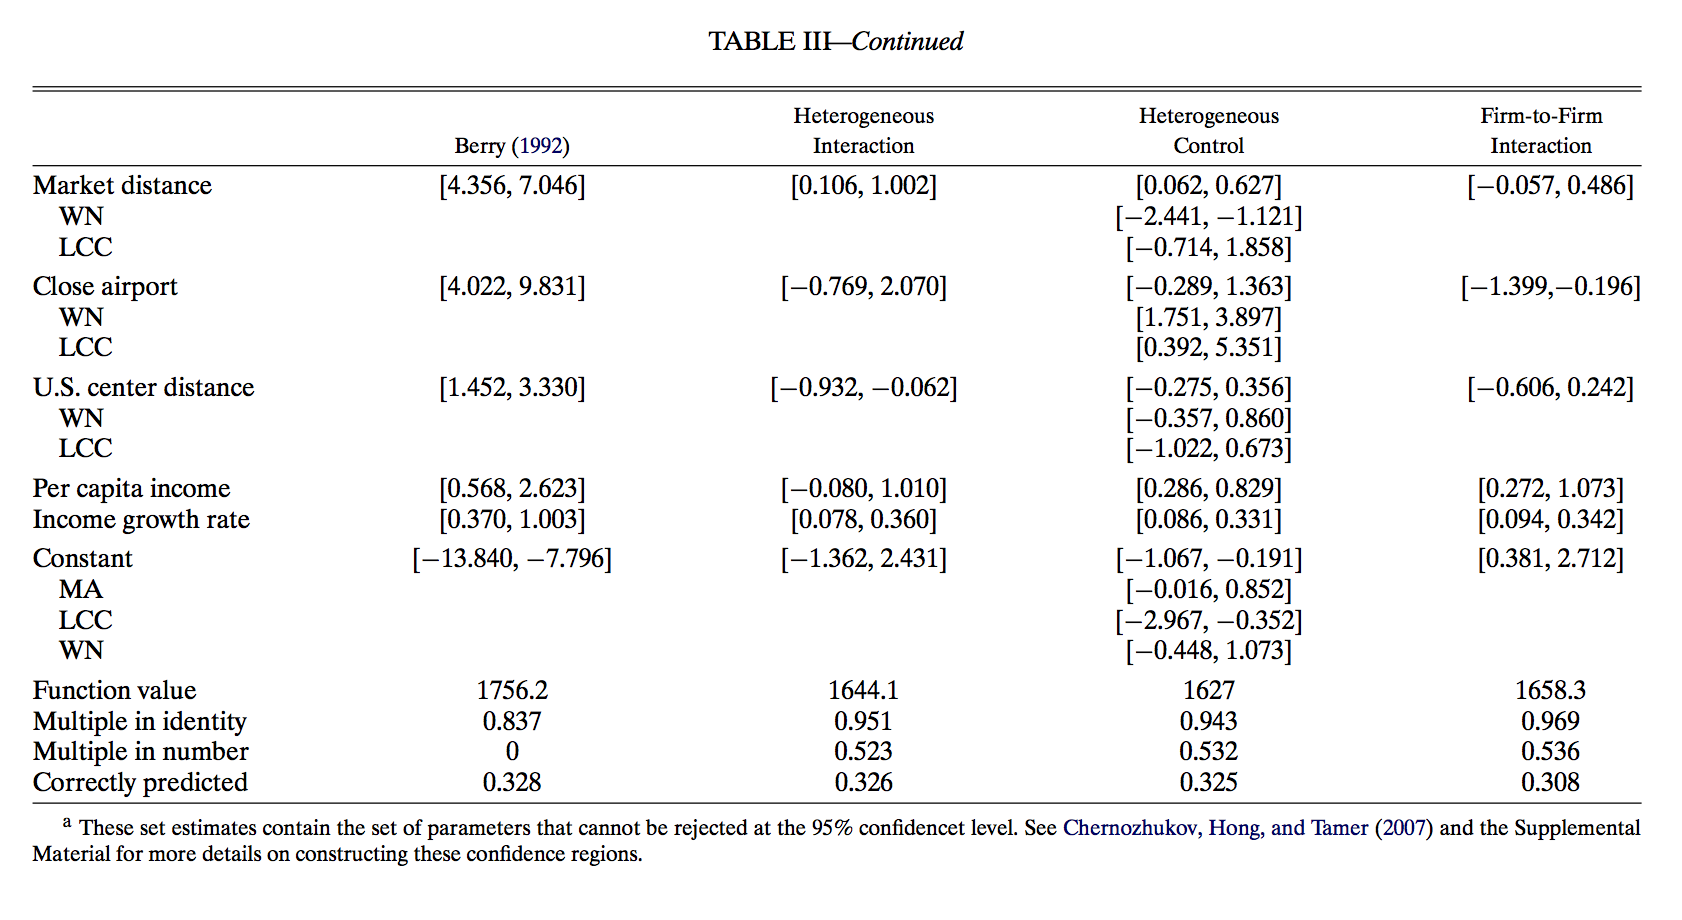 TABLE III—Continued
Heterogeneous Heterogeneous Firm-to-Firm
Berry (1992) Interaction Control Interaction
Market distance [4.356, 7.046] [0.106, 1.002] [0.062, 0.627] [−0.057, 0.486]
WN [−2.441, −1.121]
LCC [−0.714, 1.858]
Close airport [4.022, 9.831] [−0.769, 2.070] [−0.289, 1.363] [−1.399,−0.196]
WN [1.751, 3.897]
LCC [0.392, 5.351]
U.S. center distance [1.452, 3.330] [−0.932, −0.062] [−0.275, 0.356] [−0.606, 0.242]
WN [−0.357, 0.860]
LCC [−1.022, 0.673]
Per capita income [0.568, 2.623] [−0.080, 1.010] [0.286, 0.829] [0.272, 1.073]
Income growth rate [0.370, 1.003] [0.078, 0.360] [0.086, 0.331] [0.094, 0.342]
Constant [−13.840, −7.796] [−1.362, 2.431] [−1.067, −0.191] [0.381, 2.712]
MA [−0.016, 0.852]
LCC [−2.967, −0.352]
WN [−0.448, 1.073]
Function value 1756.2 1644.1 1627 1658.3
Multiple in identity 0.837 0.951 0.943 0.969
Multiple in number 0 0.523 0.532 0.536
Correctly predicted 0.328 0.326 0.325 0.308
a These set estimates contain the set of parameters that cannot be rejected at the 95% confidencet level. See Chernozhukov, Hong, and Tamer (2007) and the Supplemental
Material for more details on constructing these confidence regions.